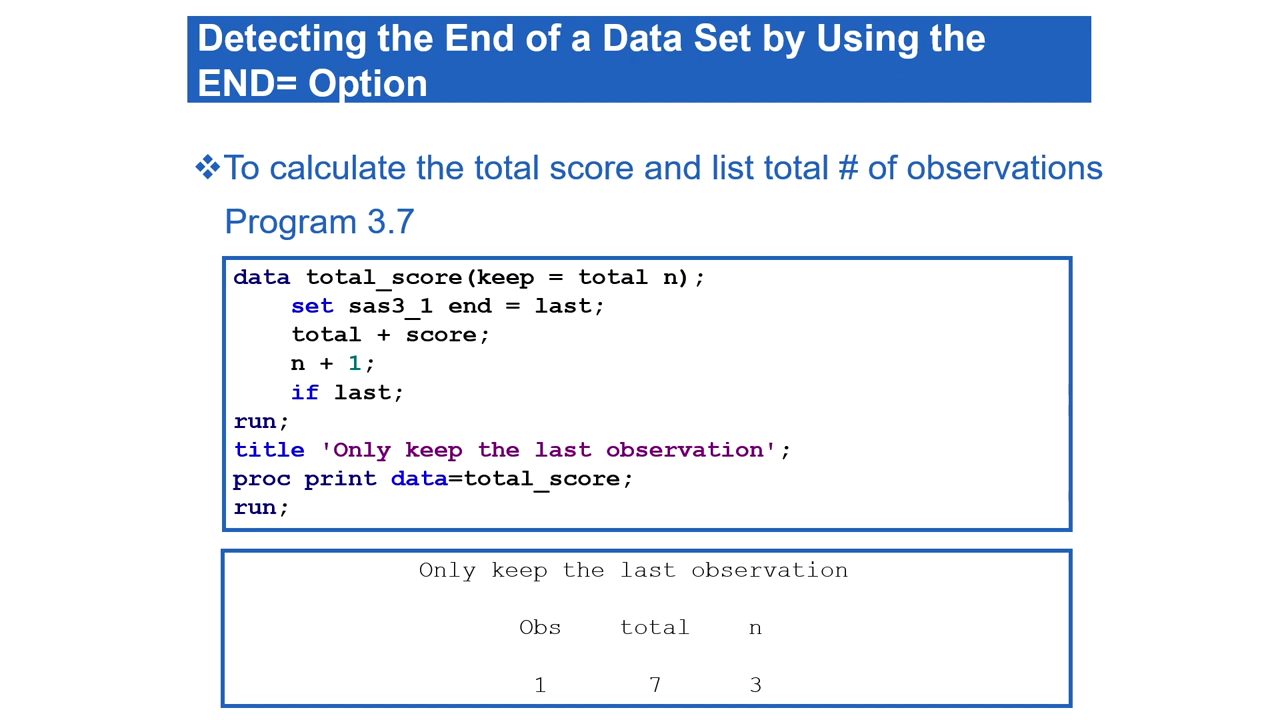 Detecting the End of a Data Set by Using the
END= Option
❖To calculate the total score and list total # of observations
Program 3.7
data total_score(keep = total n);
    set sas3_1 end = last;
    total + score;
    n + 1;
    if last;
run;
title 'Only keep the last observation';
proc print data=total_score;
run;
Only keep the last observation
Obs    total    n
1    7    3